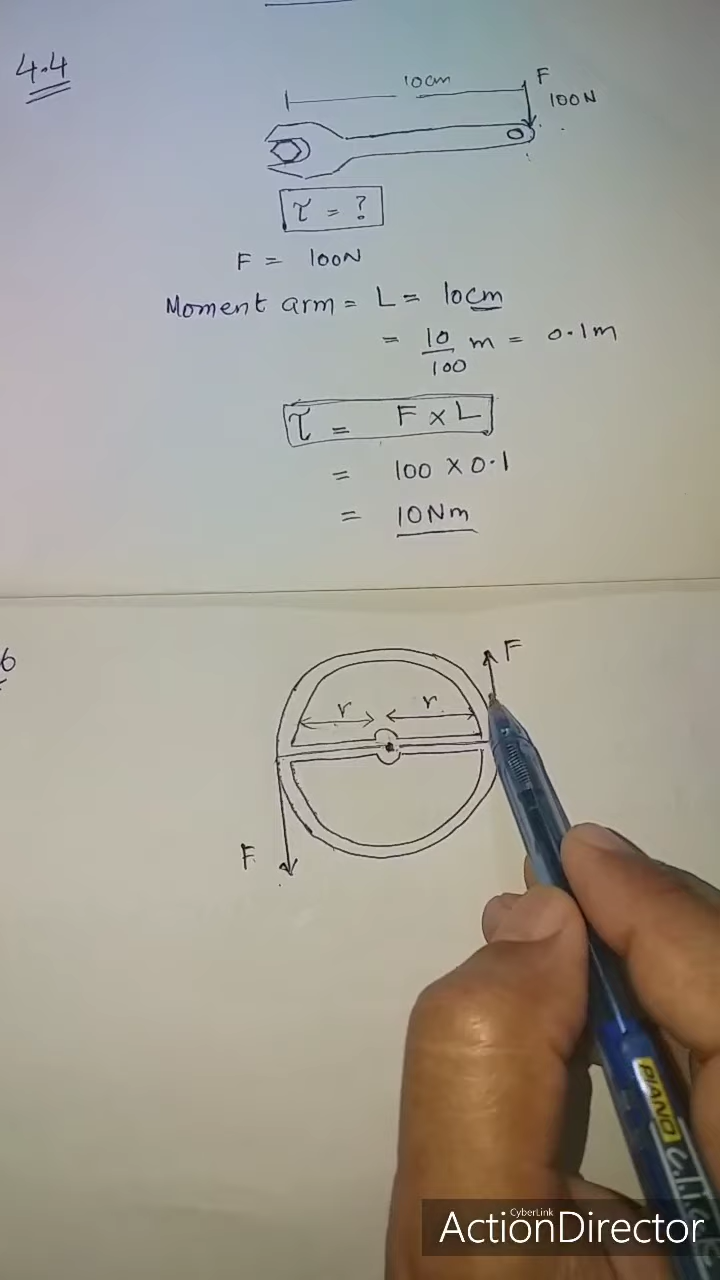 4.4
10cm
F
100N
τ = ?
F = 100N
Moment arm = L = 10cm
= 10/100 m = 0.1m
τ = F × L
= 100 × 0.1
= 10Nm
6
F
r r
F
PIANO
CyberLink
ActionDirector